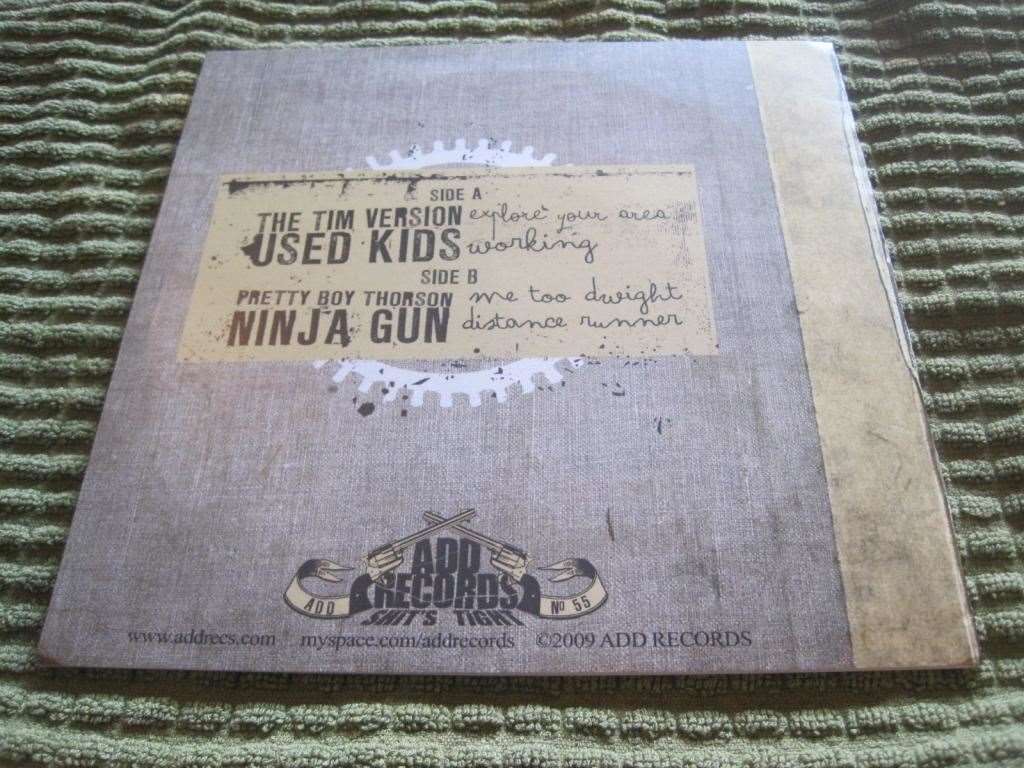 SIDE A
THE TIM VERSION explore your area
USED KIDS working
SIDE B
PRETTY BOY THORSON me too dwight
NINJA GUN distance runner
ADD
RECORDS
ADD SHIT'S TIGHT No 55
www.addrecs.com myspace.com/addrecords ©2009 ADD RECORDS